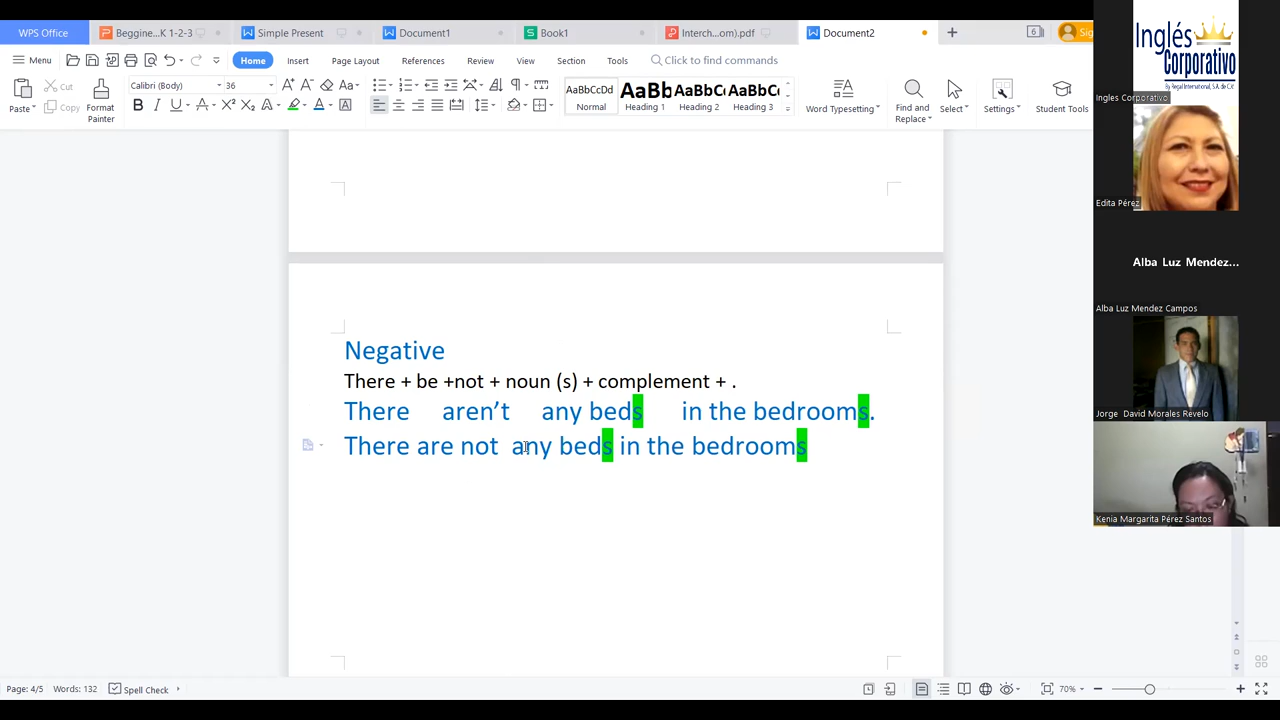 WPS Office
Beggine...K 1-2-3
Simple Present
Document1
Book1
Interch...om).pdf
Document2
Menu
Home
Insert
Page Layout
References
Review
View
Section
Tools
Click to find commands
Paste
Cut
Copy
Format Painter
Calibri (Body)
36
AaBbCcDd
Normal
Heading 1
Heading 2
Heading 3
Word Typesetting
Find and Replace
Select
Settings
Student Tools
Negative
There + be +not + noun (s) + complement + .
There aren’t any beds in the bedrooms.
There are not any beds in the bedrooms
Page: 4/5 Words: 132 Spell Check
70%
Inglés
Corporativo
Ingles Corporativo
Edita Pérez
Alba Luz Mendez...
Alba Luz Mendez Campos
Jorge David Morales Revelo
Kenia Margarita Pérez Santos